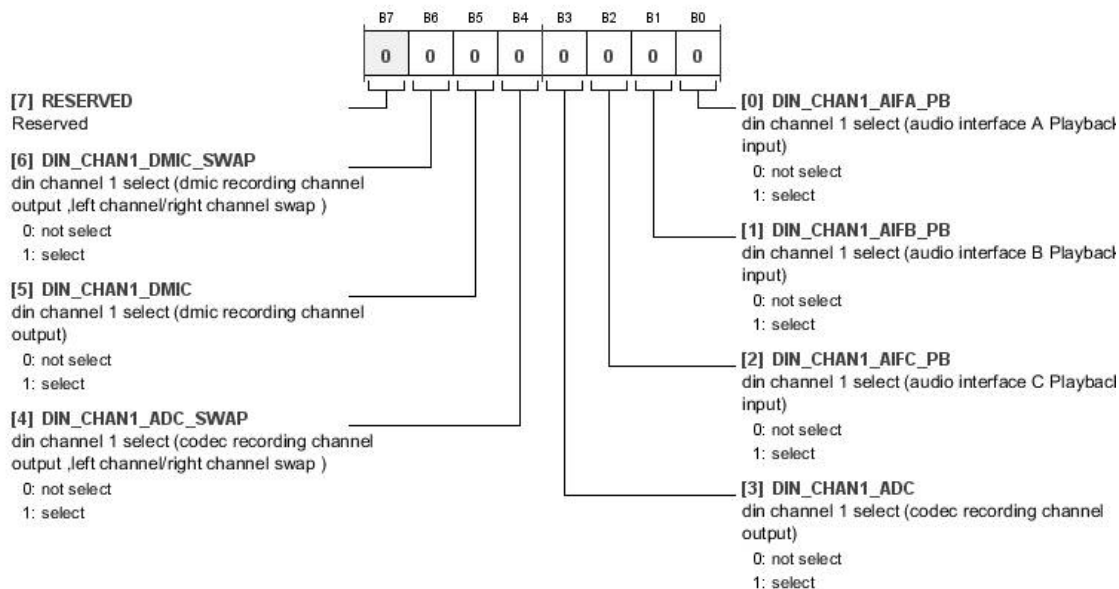 B7 B6 B5 B4 B3 B2 B1 B0
0 0 0 0 0 0 0 0
[7] RESERVED
Reserved
[6] DIN_CHAN1_DMIC_SWAP
din channel 1 select (dmic recording channel
output ,left channel/right channel swap )
0: not select
1: select
[5] DIN_CHAN1_DMIC
din channel 1 select (dmic recording channel
output)
0: not select
1: select
[4] DIN_CHAN1_ADC_SWAP
din channel 1 select (codec recording channel
output ,left channel/right channel swap )
0: not select
1: select
[0] DIN_CHAN1_AIFA_PB
din channel 1 select (audio interface A Playback
input)
0: not select
1: select
[1] DIN_CHAN1_AIFB_PB
din channel 1 select (audio interface B Playback
input)
0: not select
1: select
[2] DIN_CHAN1_AIFC_PB
din channel 1 select (audio interface C Playback
input)
0: not select
1: select
[3] DIN_CHAN1_ADC
din channel 1 select (codec recording channel
output)
0: not select
1: select